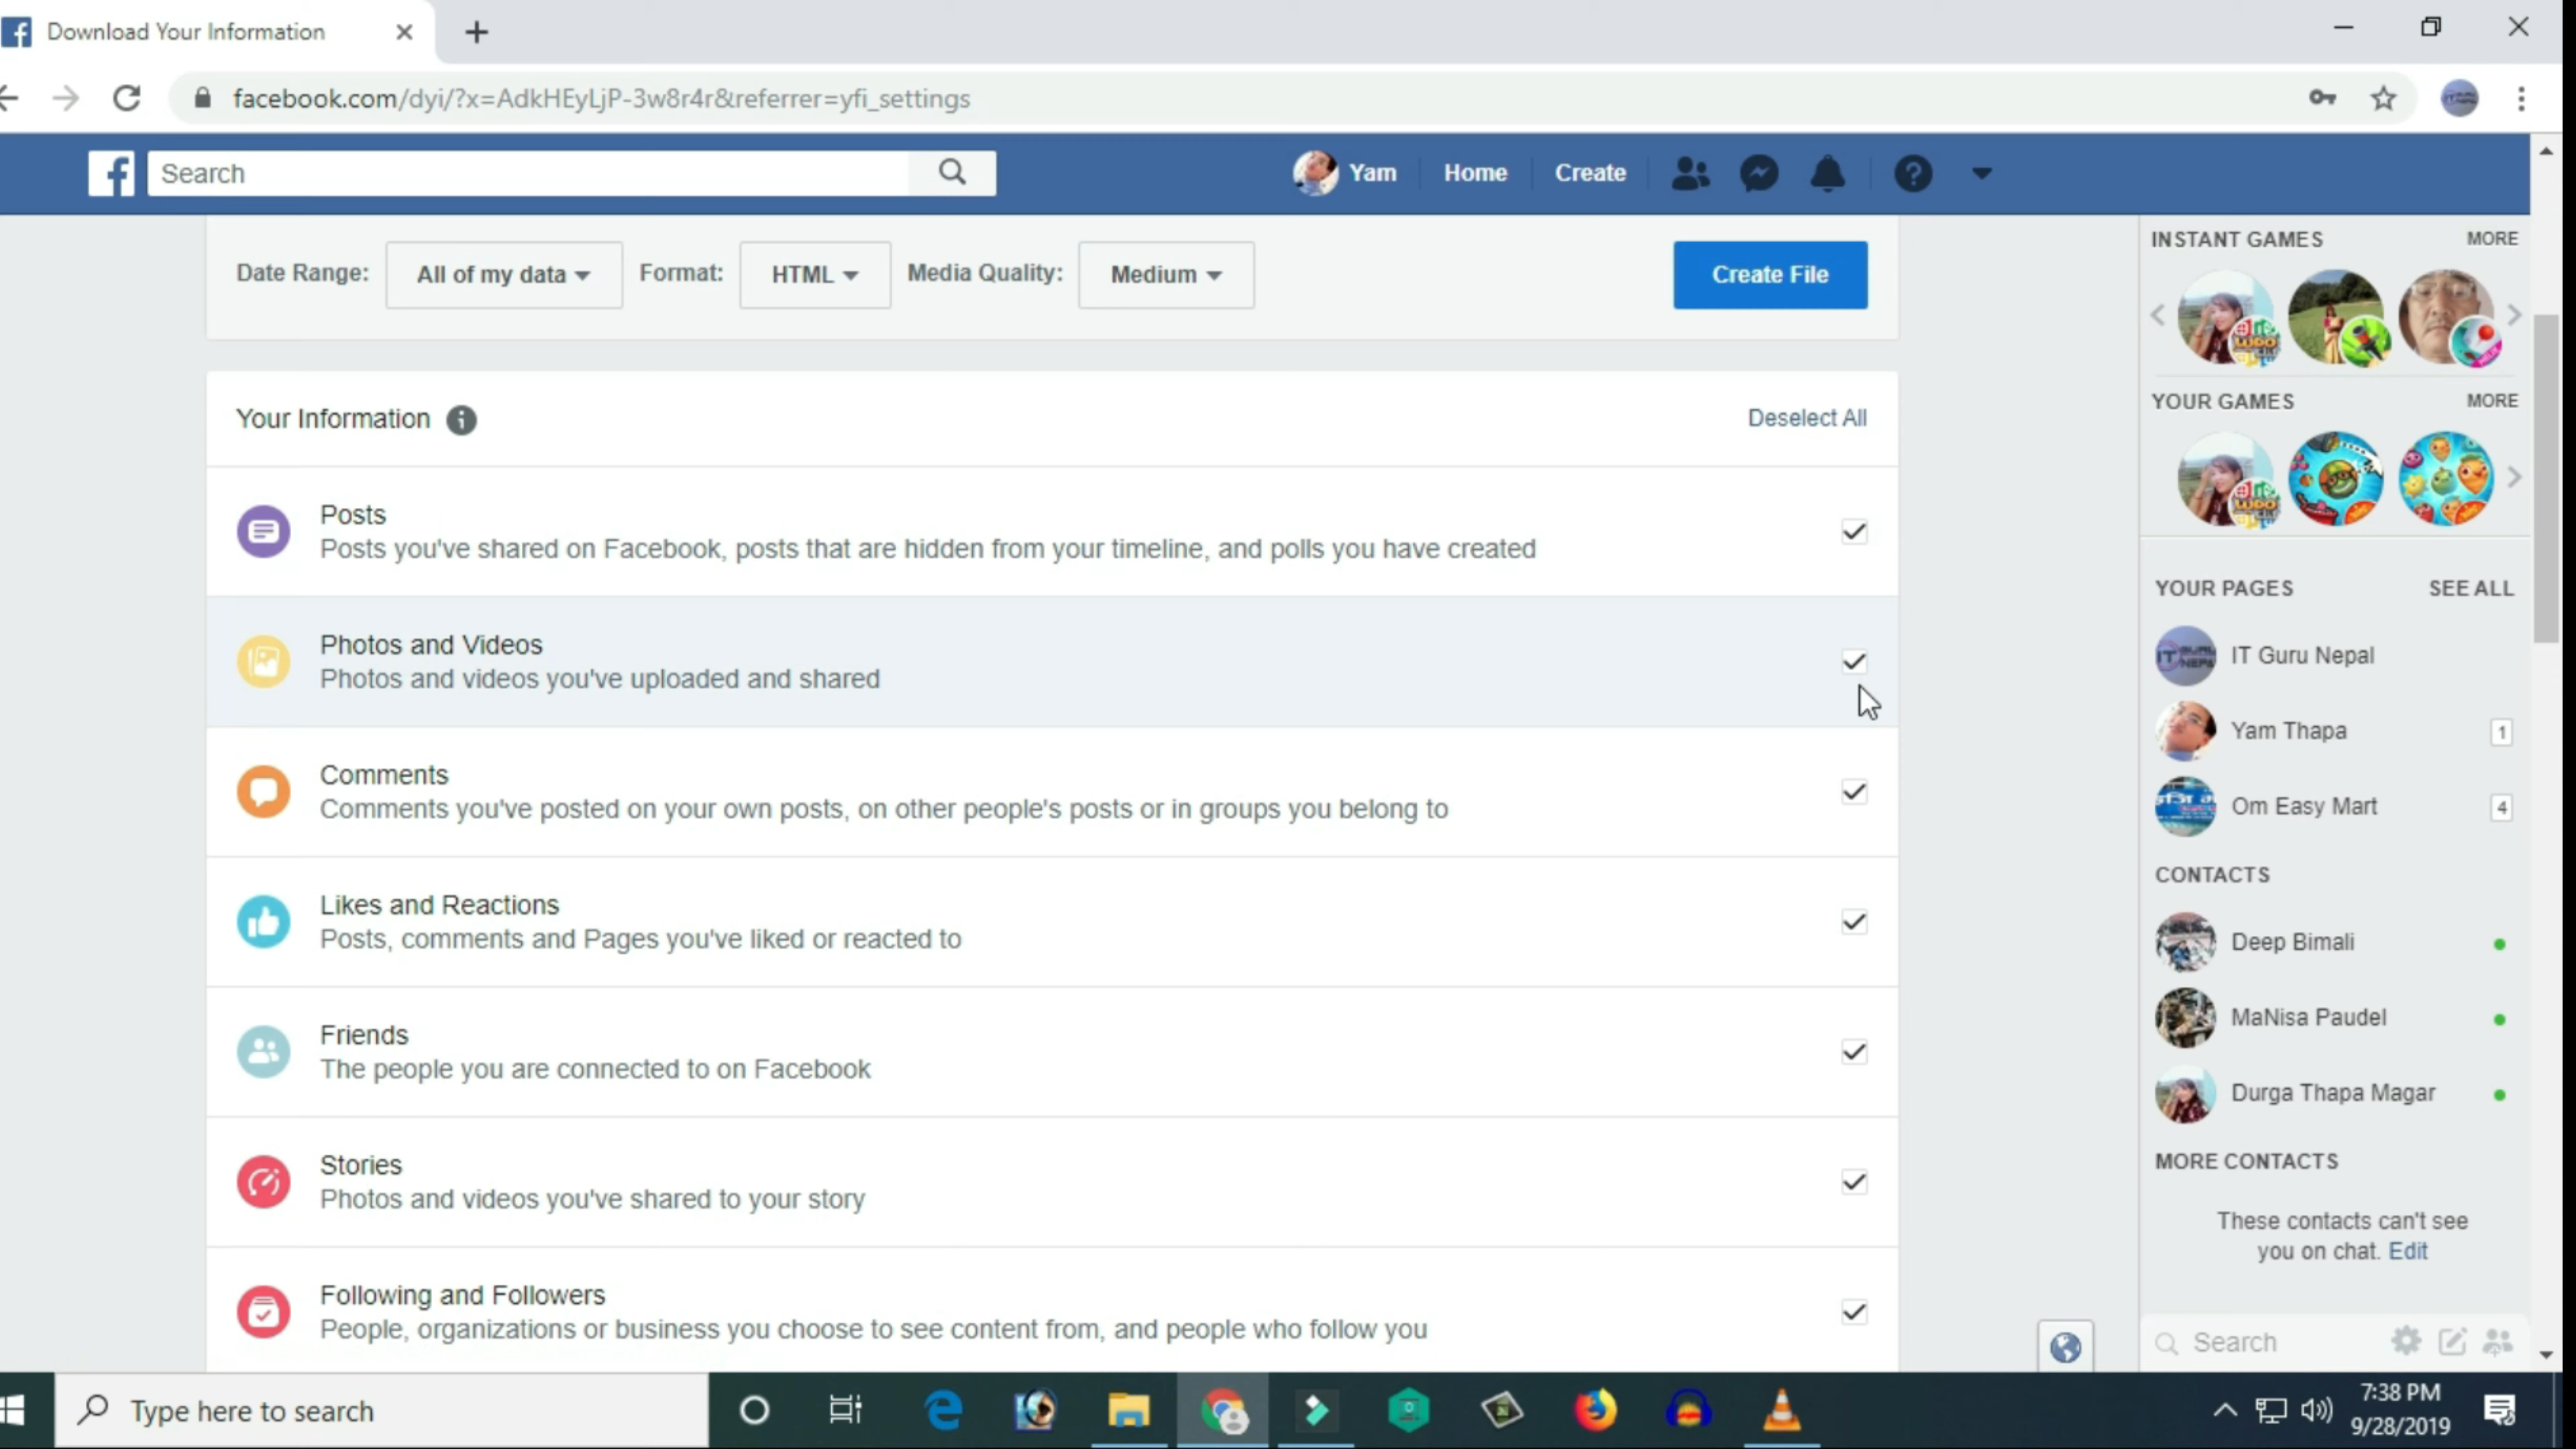 Download Your Information
facebook.com/dyi/?x=AdkHEyLjP-3w8r4r&referrer=yfi_settings
Search
Yam
Home
Create
Date Range: All of my data Format: HTML Media Quality: Medium Create File
Your Information
Deselect All
Posts
Posts you've shared on Facebook, posts that are hidden from your timeline, and polls you have created
Photos and Videos
Photos and videos you've uploaded and shared
Comments
Comments you've posted on your own posts, on other people's posts or in groups you belong to
Likes and Reactions
Posts, comments and Pages you've liked or reacted to
Friends
The people you are connected to on Facebook
Stories
Photos and videos you've shared to your story
Following and Followers
People, organizations or business you choose to see content from, and people who follow you
INSTANT GAMES MORE
YOUR GAMES MORE
YOUR PAGES SEE ALL
IT Guru Nepal
Yam Thapa 1
Om Easy Mart 4
CONTACTS
Deep Bimali
MaNisa Paudel
Durga Thapa Magar
MORE CONTACTS
These contacts can't see
you on chat. Edit
Search
Type here to search
7:38 PM
9/28/2019